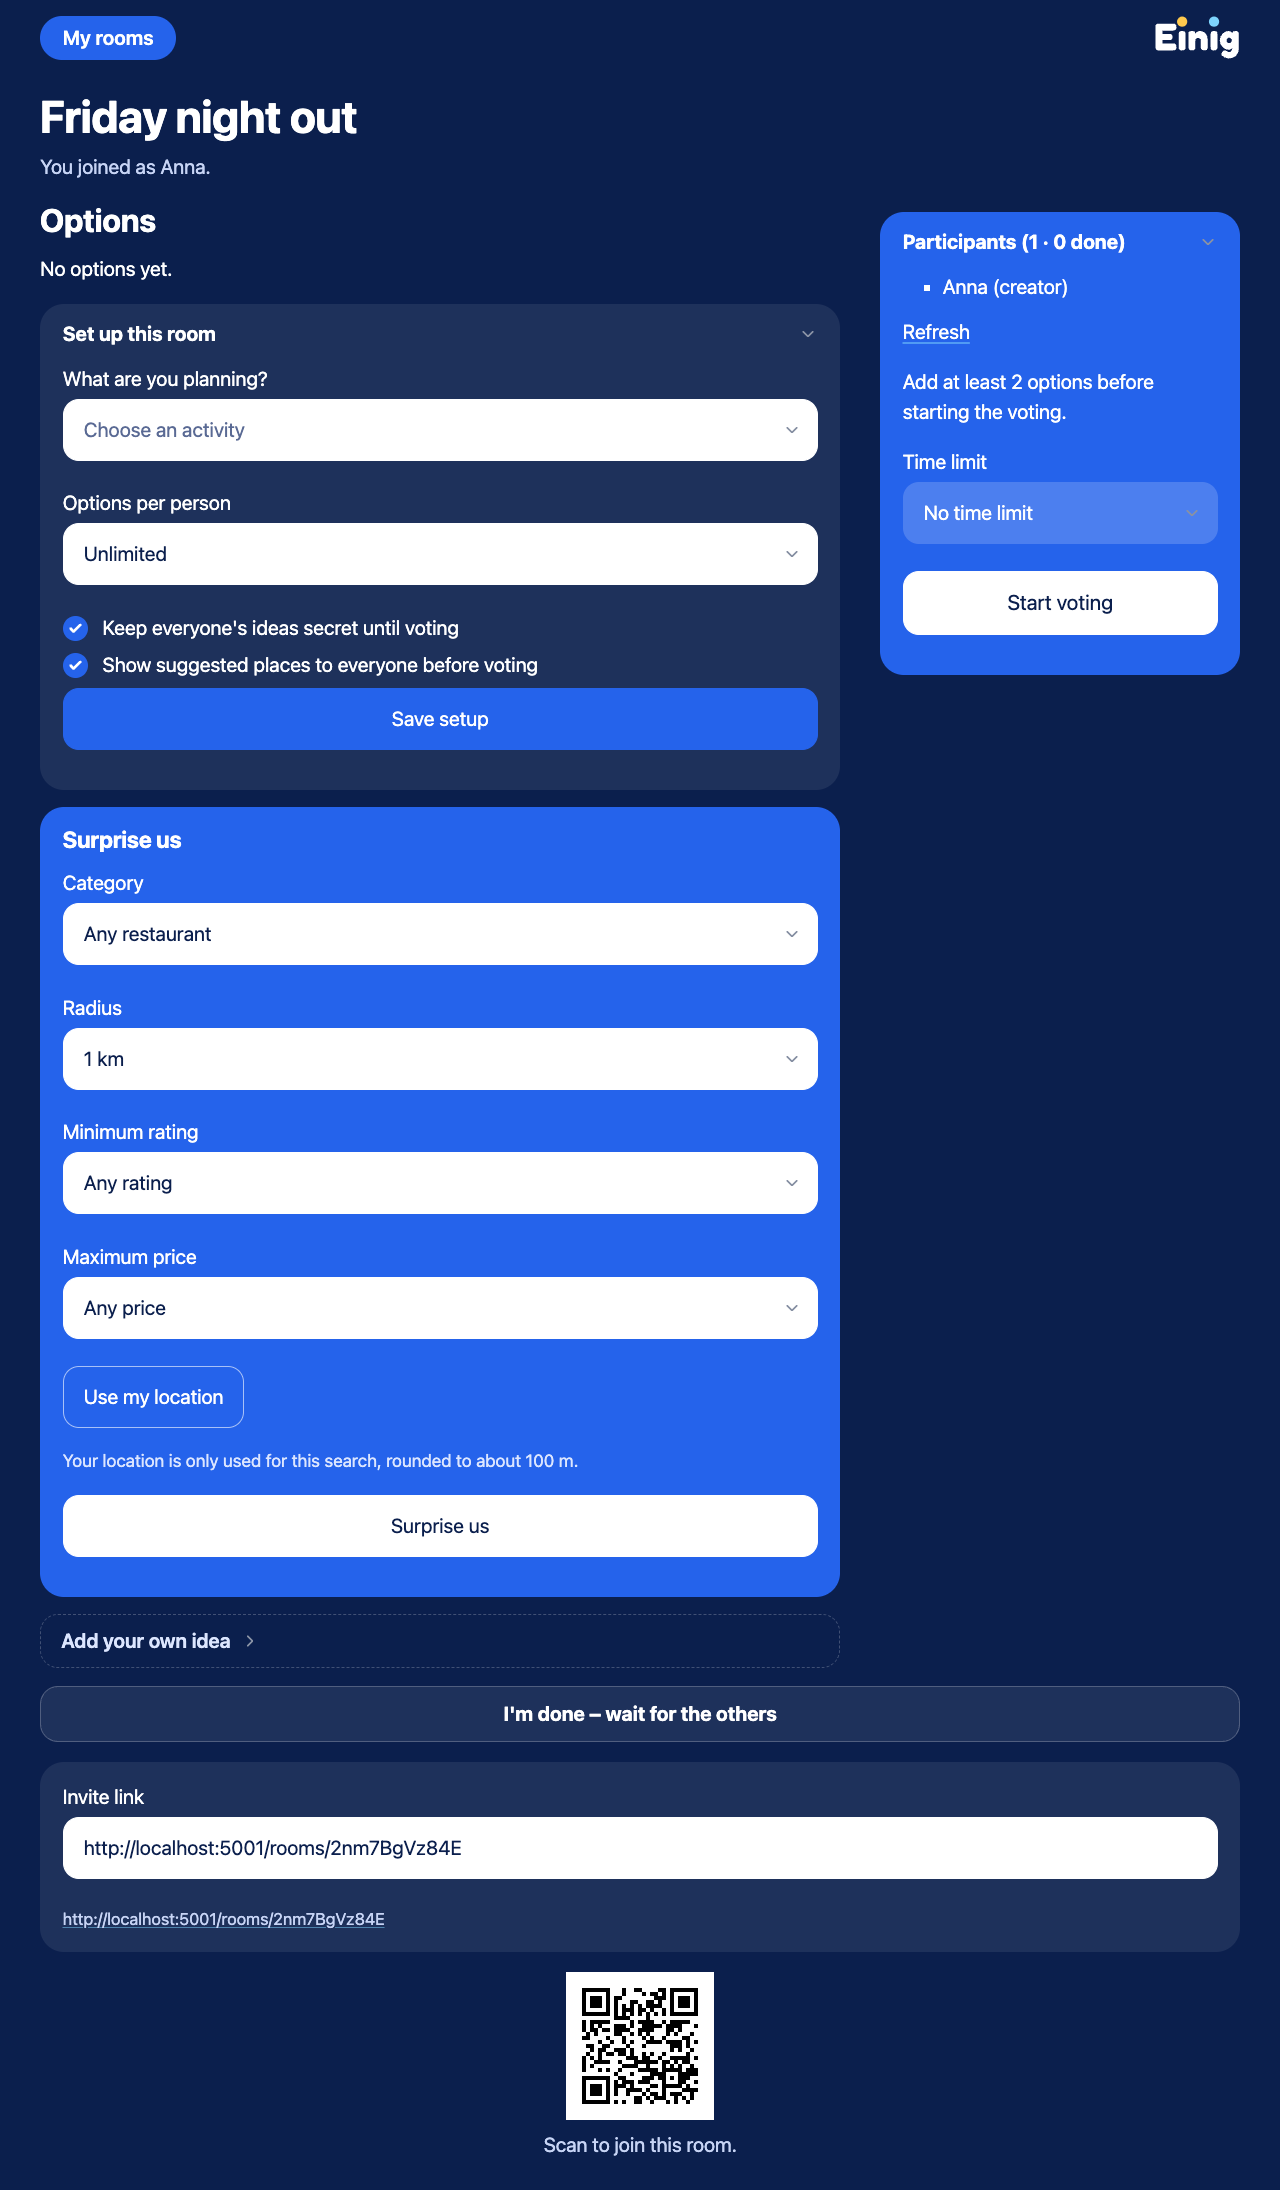 My rooms
Einig
Friday night out
You joined as Anna.
Options
No options yet.
Set up this room
What are you planning?
Choose an activity
Options per person
Unlimited
Keep everyone's ideas secret until voting
Show suggested places to everyone before voting
Save setup
Participants (1 · 0 done)
Anna (creator)
Refresh
Add at least 2 options before
starting the voting.
Time limit
No time limit
Start voting
Surprise us
Category
Any restaurant
Radius
1 km
Minimum rating
Any rating
Maximum price
Any price
Use my location
Your location is only used for this search, rounded to about 100 m.
Surprise us
Add your own idea
I'm done – wait for the others
Invite link
http://localhost:5001/rooms/2nm7BgVz84E
http://localhost:5001/rooms/2nm7BgVz84E
Scan to join this room.